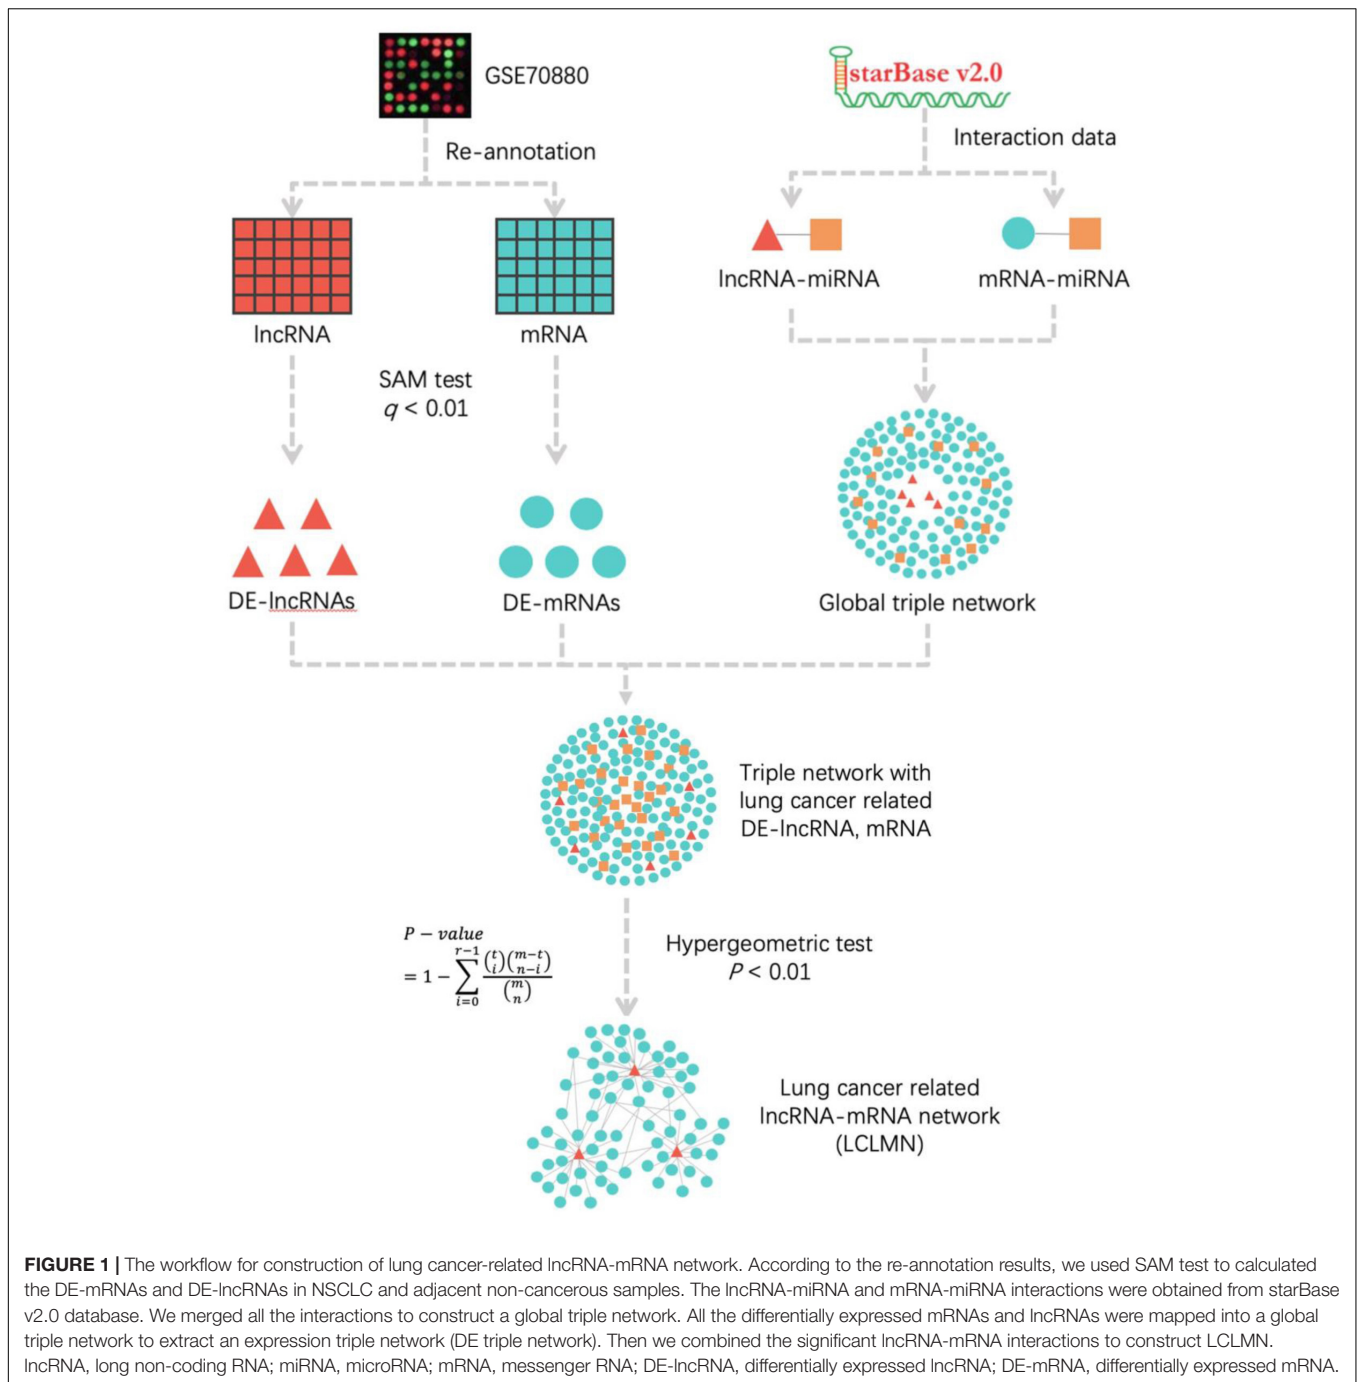 GSE70880
starBase v2.0
Re-annotation
Interaction data
lncRNA
mRNA
lncRNA-miRNA
mRNA-miRNA
SAM test
q < 0.01
DE-lncRNAs
DE-mRNAs
Global triple network
Triple network with
lung cancer related
DE-lncRNA, mRNA
P − value
= 1 − ∑_{i=0}^{r−1} \frac{\binom{t}{i}\binom{m−t}{n−i}}{\binom{m}{n}}
Hypergeometric test
P < 0.01
Lung cancer related
lncRNA-mRNA network
(LCLMN)
FIGURE 1 | The workflow for construction of lung cancer-related lncRNA-mRNA network. According to the re-annotation results, we used SAM test to calculated
the DE-mRNAs and DE-lncRNAs in NSCLC and adjacent non-cancerous samples. The lncRNA-miRNA and mRNA-miRNA interactions were obtained from starBase
v2.0 database. We merged all the interactions to construct a global triple network. All the differentially expressed mRNAs and lncRNAs were mapped into a global
triple network to extract an expression triple network (DE triple network). Then we combined the significant lncRNA-mRNA interactions to construct LCLMN.
lncRNA, long non-coding RNA; miRNA, microRNA; mRNA, messenger RNA; DE-lncRNA, differentially expressed lncRNA; DE-mRNA, differentially expressed mRNA.